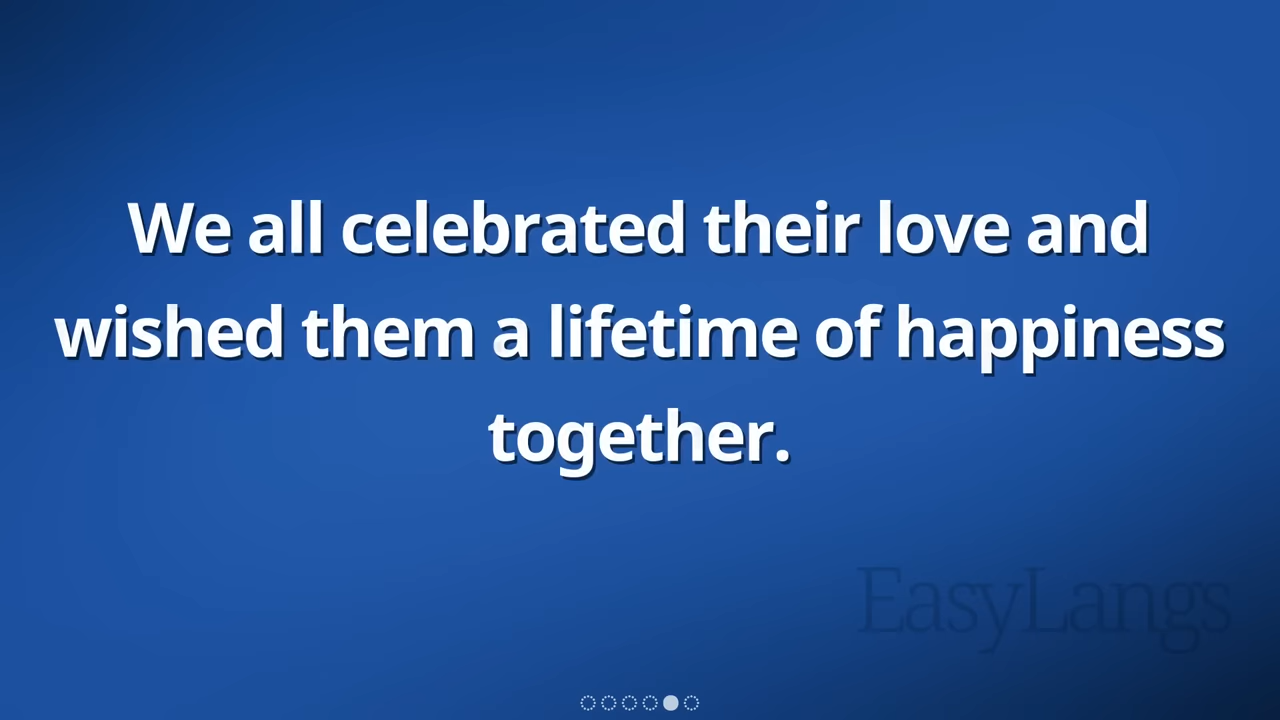 We all celebrated their love and
wished them a lifetime of happiness
together.
EasyLangs